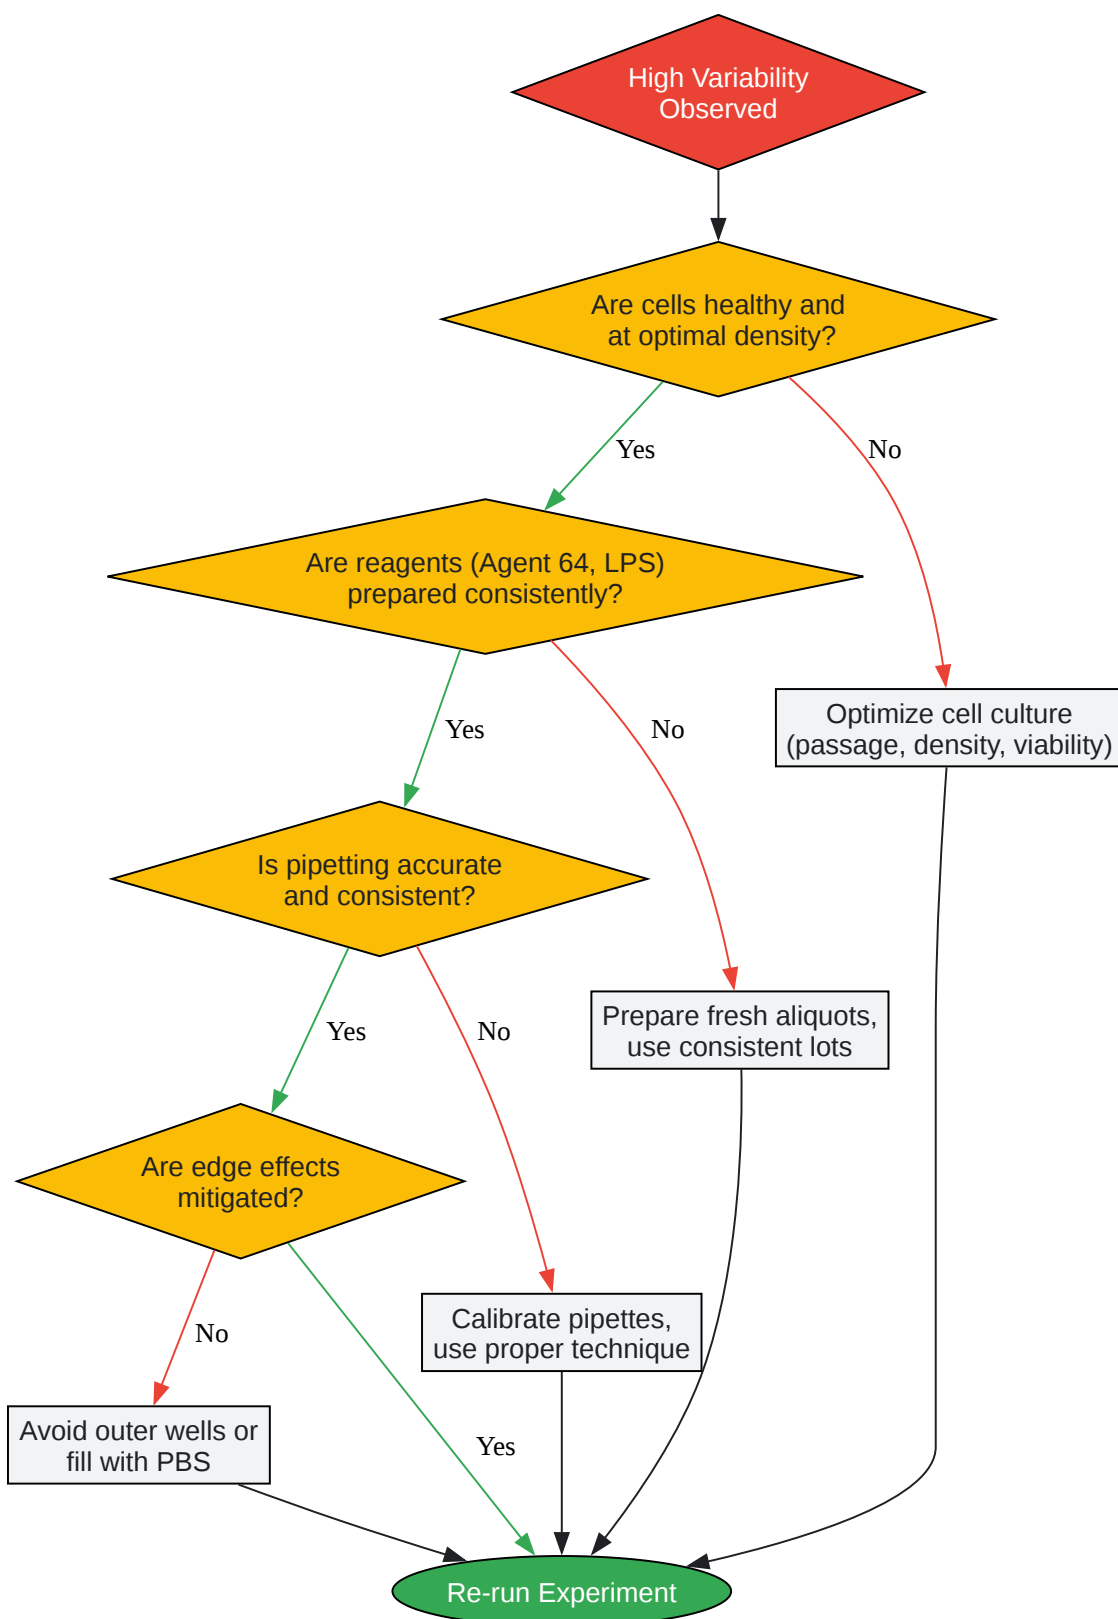 High Variability
Observed
Are cells healthy and
at optimal density?
Yes
No
Are reagents (Agent 64, LPS)
prepared consistently?
Optimize cell culture
(passage, density, viability)
Yes
No
Is pipetting accurate
and consistent?
Prepare fresh aliquots,
use consistent lots
Yes
No
Are edge effects
mitigated?
Calibrate pipettes,
use proper technique
No
Avoid outer wells or
fill with PBS
Yes
Re-run Experiment